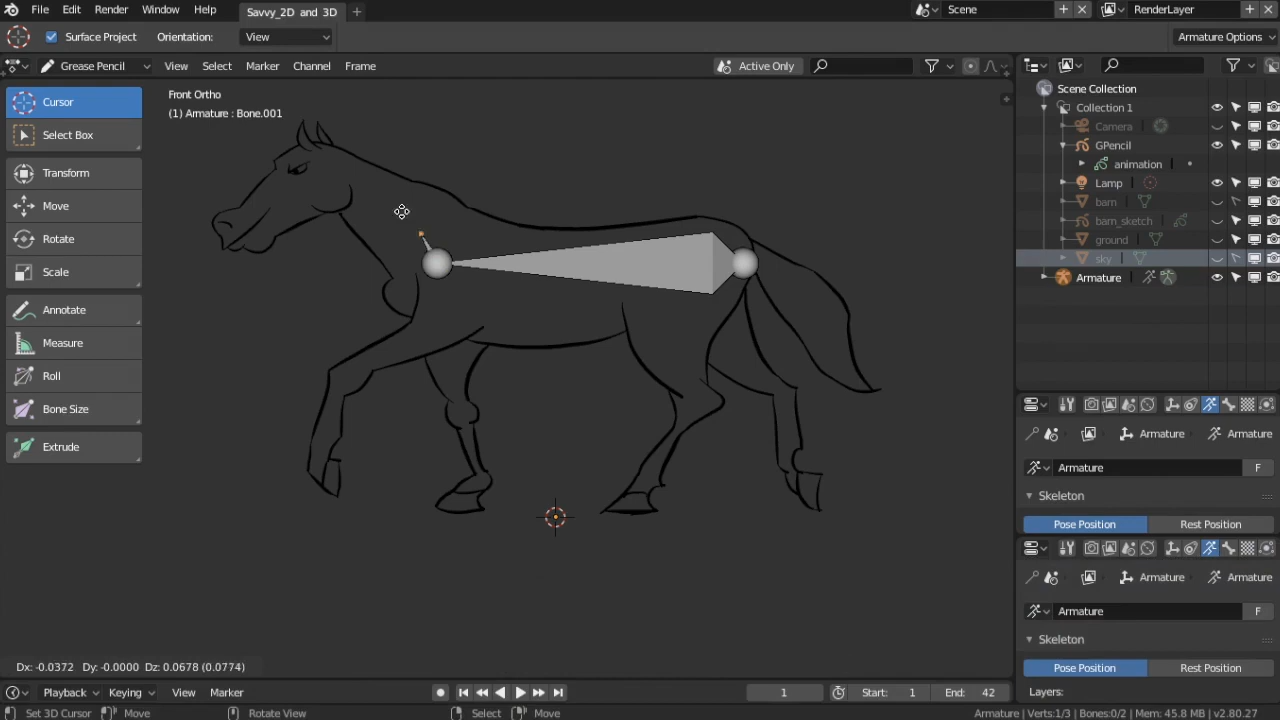 File Edit Render Window Help Savvy_2D and 3D Scene RenderLayer
Surface Project Orientation: View Armature Options
Grease Pencil View Select Marker Channel Frame Active Only
Cursor
Select Box
Transform
Move
Rotate
Scale
Annotate
Measure
Roll
Bone Size
Extrude
Front Ortho
(1) Armature : Bone.001
Dx: -0.0372 Dy: -0.0000 Dz: 0.0678 (0.0774)
Scene Collection
Collection 1
Camera
GPencil
animation
Lamp
barn
barn_sketch
ground
sky
Armature
Armature Armature
Armature F
Skeleton
Pose Position Rest Position
Armature Armature
Armature F
Skeleton
Pose Position Rest Position
Layers:
Playback Keying View Marker 1 Start: 1 End: 42
Set 3D Cursor Move Rotate View Select Move Armature | Verts:1/3 | Bones:0/2 | Mem: 45.8 MB | v2.80.27